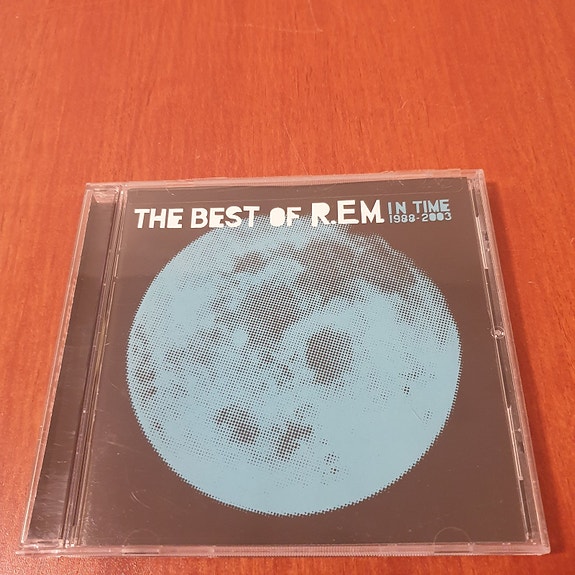 THE BEST OF R.E.M. IN TIME
1988-2003